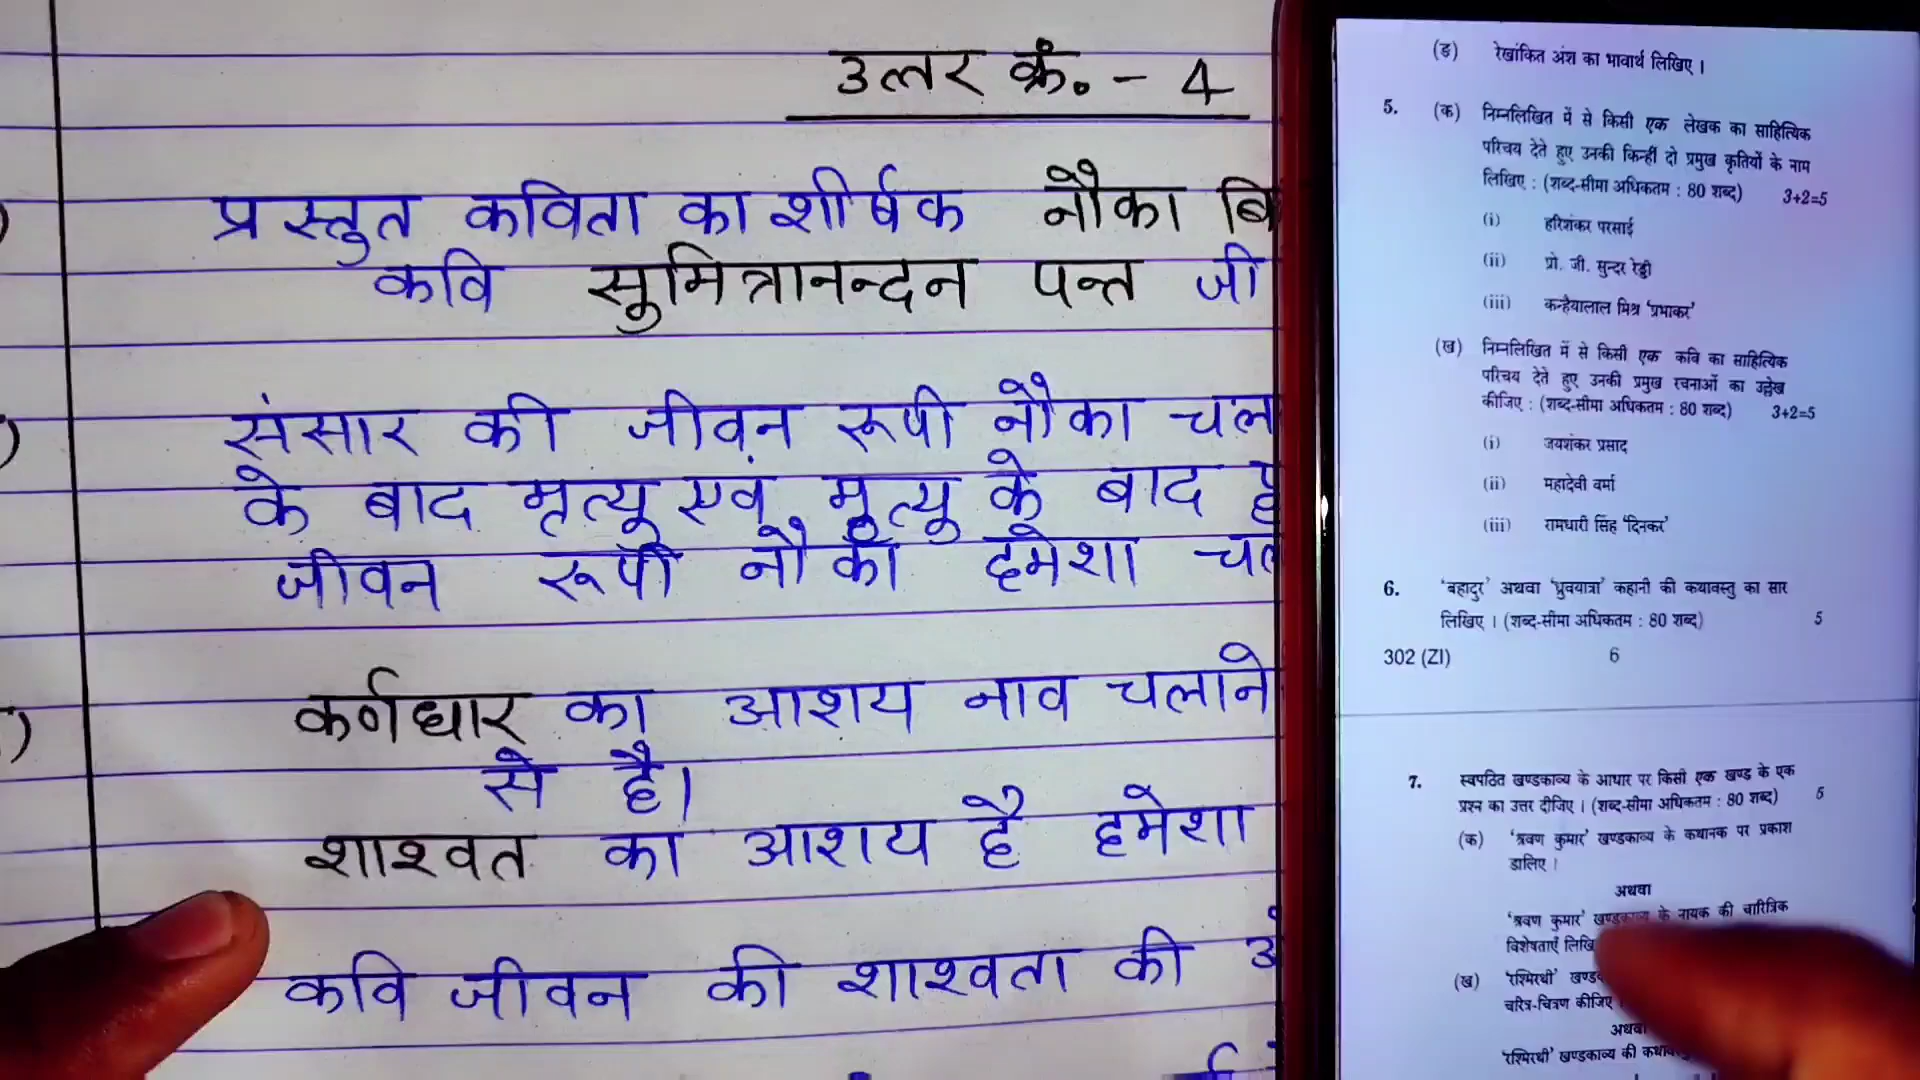 उत्तर क्रं. - 4
प्रस्तुत कविता का शीर्षक नौका
कवि सुमित्रानन्दन पन्त जी
संसार की जीवन रूपी नौका चल
के बाद मृत्यु एवं मृत्यु के बाद
जीवन रूपी नौका हमेशा
कर्णधार का आशय नाव चलाने
से है।
शाश्वत का आशय है हमेशा
कवि जीवन की शाश्वता की
(ङ) रेखांकित अंश का भावार्थ लिखिए ।
5. (क) निम्नलिखित में से किसी एक लेखक का साहित्यिक
परिचय देते हुए उनकी किन्हीं दो प्रमुख कृतियों के नाम
लिखिए : (शब्द-सीमा अधिकतम : 80 शब्द) 3+2=5
(i) हरिशंकर परसाई
(ii) प्रो. जी. सुन्दर रेड्डी
(iii) कन्हैयालाल मिश्र 'प्रभाकर'
(ख) निम्नलिखित में से किसी एक कवि का साहित्यिक
परिचय देते हुए उनकी प्रमुख रचनाओं का उल्लेख
कीजिए : (शब्द-सीमा अधिकतम : 80 शब्द) 3+2=5
(i) जयशंकर प्रसाद
(ii) महादेवी वर्मा
(iii) रामधारी सिंह 'दिनकर'
6. 'बहादुर' अथवा 'ध्रुवयात्रा' कहानी की कथावस्तु का सार
लिखिए । (शब्द-सीमा अधिकतम : 80 शब्द) 5
302 (ZI) 6
7. स्वपठित खण्डकाव्य के आधार पर किसी एक खण्ड के एक
प्रश्न का उत्तर दीजिए । (शब्द-सीमा अधिकतम : 80 शब्द) 5
(क) 'श्रवण कुमार' खण्डकाव्य के कथानक पर प्रकाश
डालिए ।
अथवा
'श्रवण कुमार' खण्डकाव्य के नायक की चारित्रिक
विशेषताएँ
(ख) 'रश्मिरथी'
चरित्र-चित्रण कीजिए
अथवा
'रश्मिरथी' खण्डकाव्य की